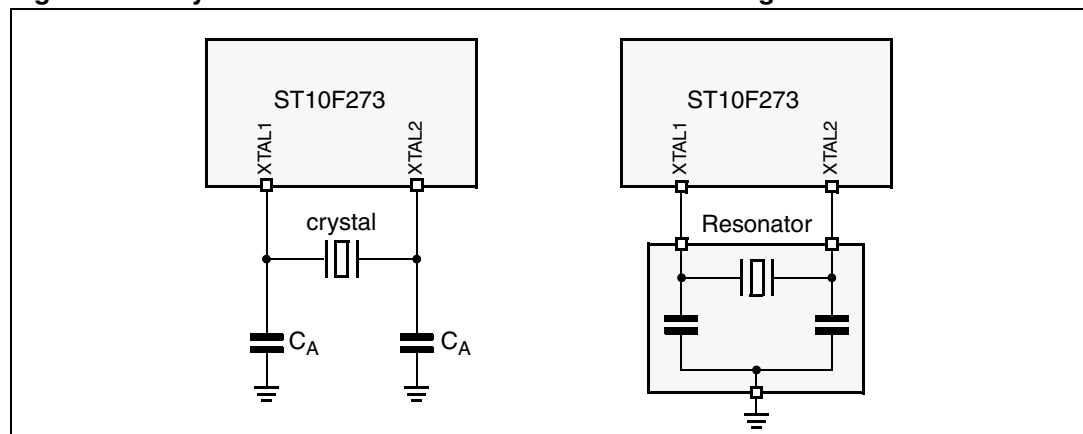 ST10F273
XTAL1
XTAL2
crystal
CA
CA
ST10F273
XTAL1
XTAL2
Resonator